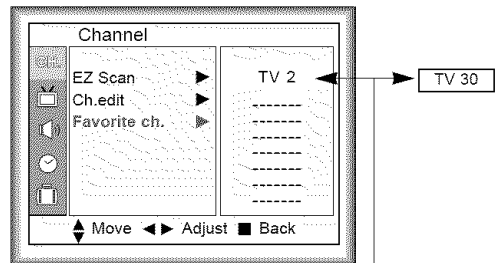 Channel
CH.
EZ Scan ▶ TV 2 TV 30
Ch.edit ▶ -----
Favorite ch. ▶ -----
-----
-----
-----
-----
Move ◀ ▶ Adjust ■ Back